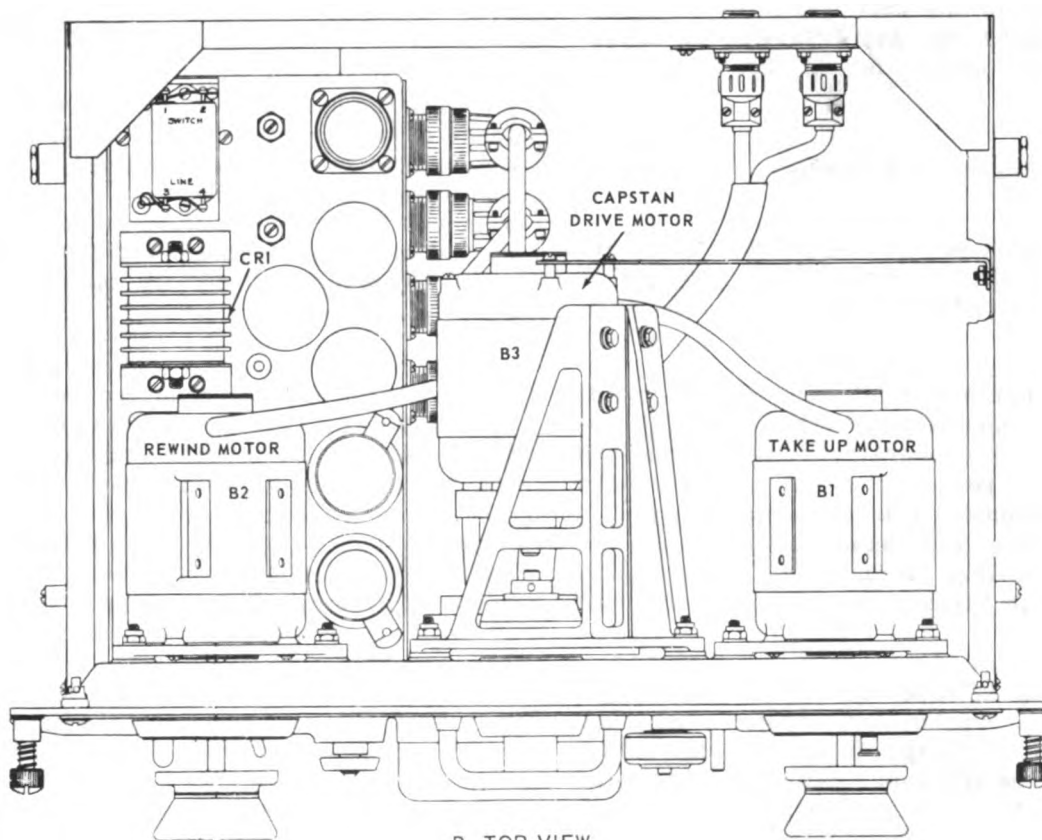 1 2
SWITCH
LINE
3 4
CR1
CAPSTAN
DRIVE MOTOR
B3
REWIND MOTOR
B2
TAKE UP MOTOR
B1
B. TOP VIEW